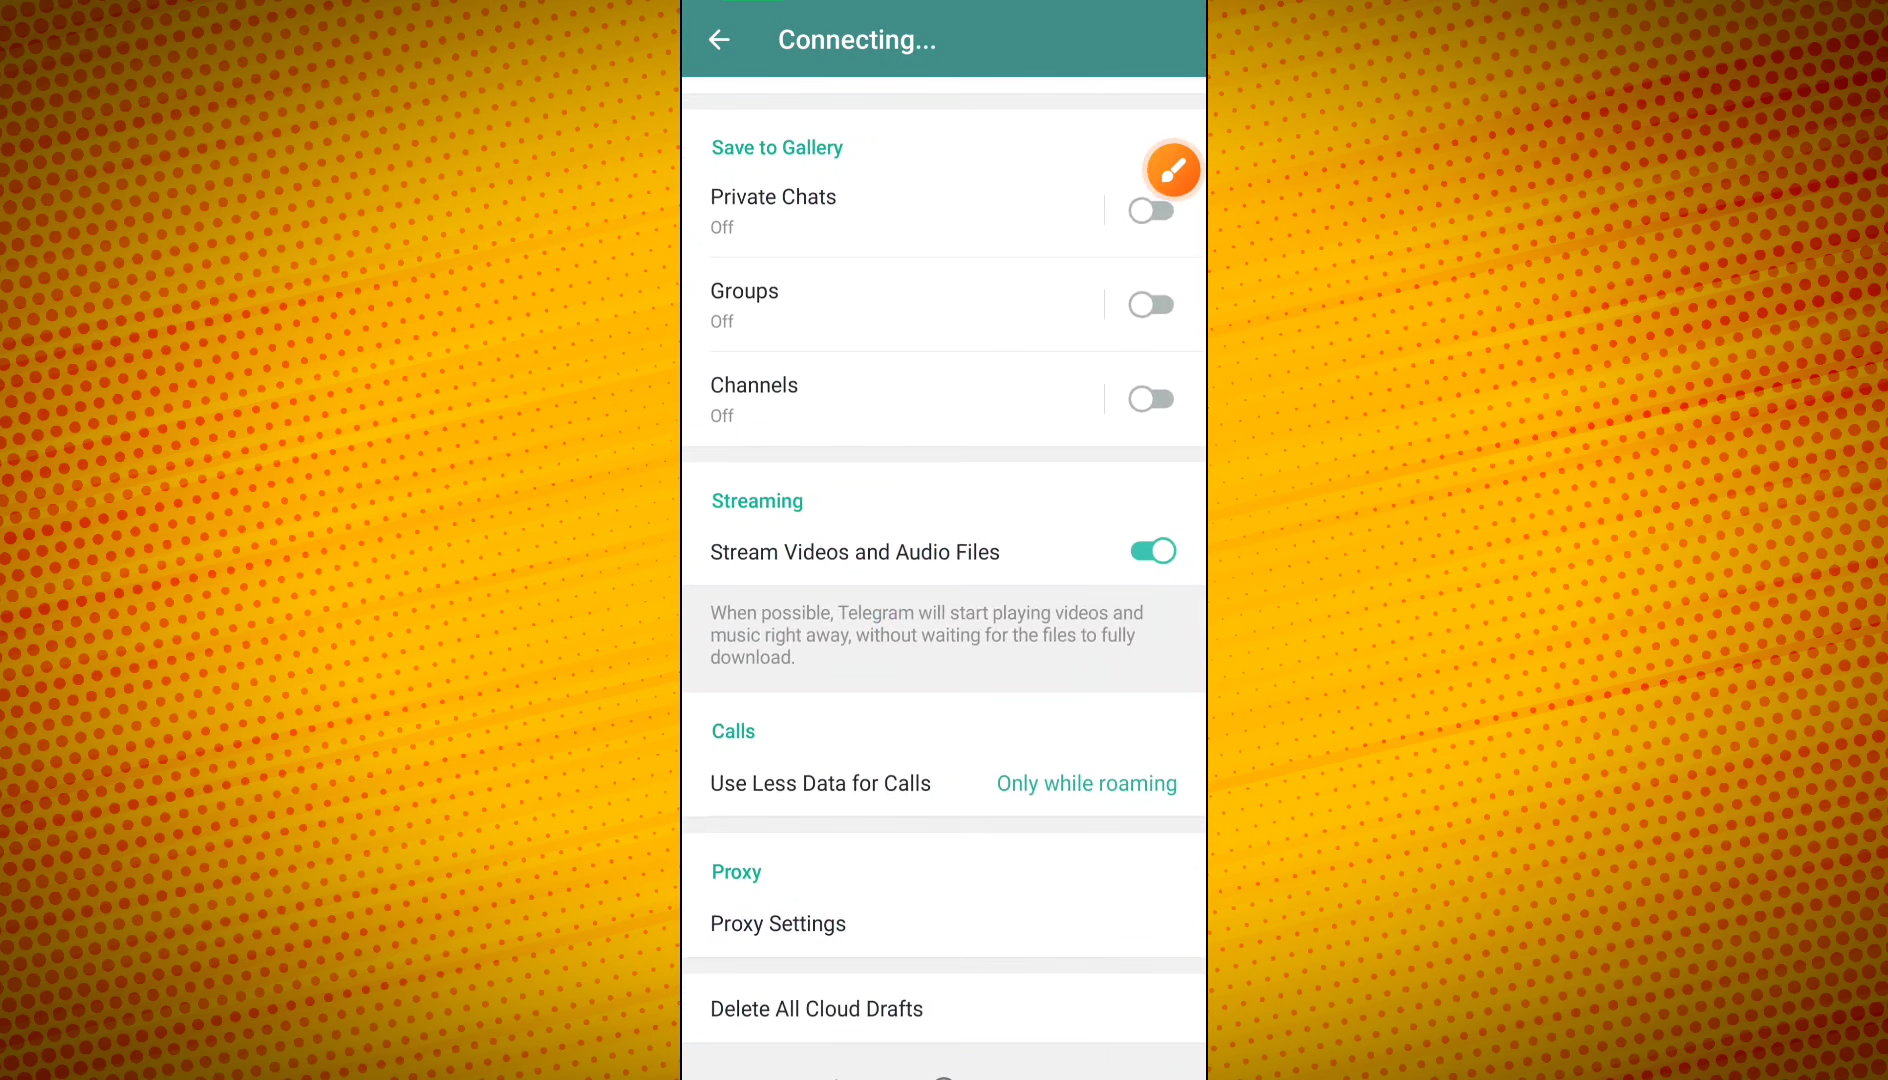 Connecting...
Save to Gallery
Private Chats
Off
Groups
Off
Channels
Off
Streaming
Stream Videos and Audio Files
When possible, Telegram will start playing videos and
music right away, without waiting for the files to fully
download.
Calls
Use Less Data for Calls Only while roaming
Proxy
Proxy Settings
Delete All Cloud Drafts